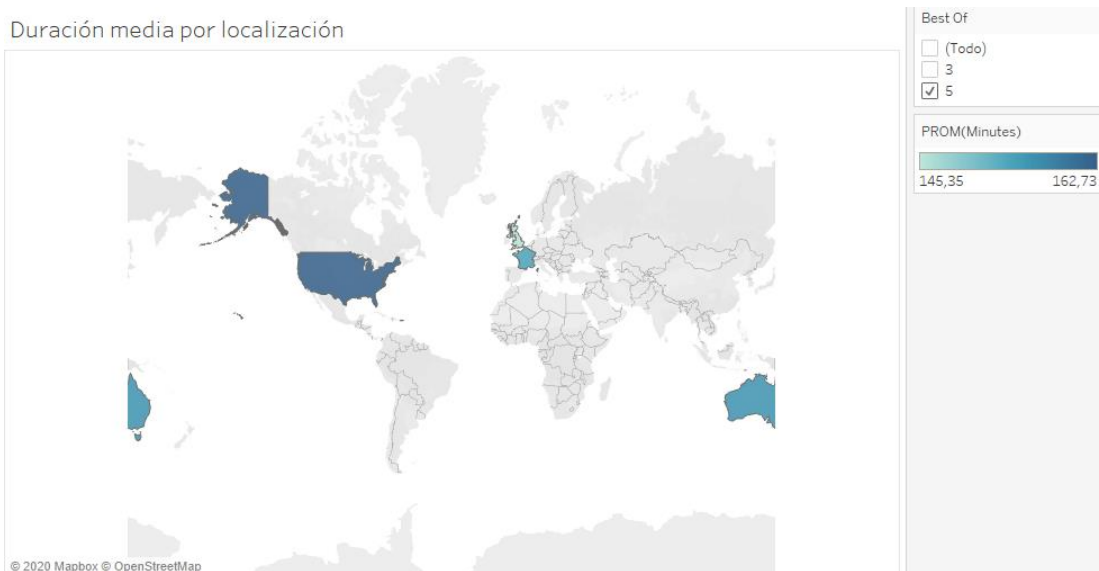 Duración media por localización
Best Of
(Todo)
3
5
PROM(Minutes)
145,35 162,73
© 2020 Mapbox © OpenStreetMap